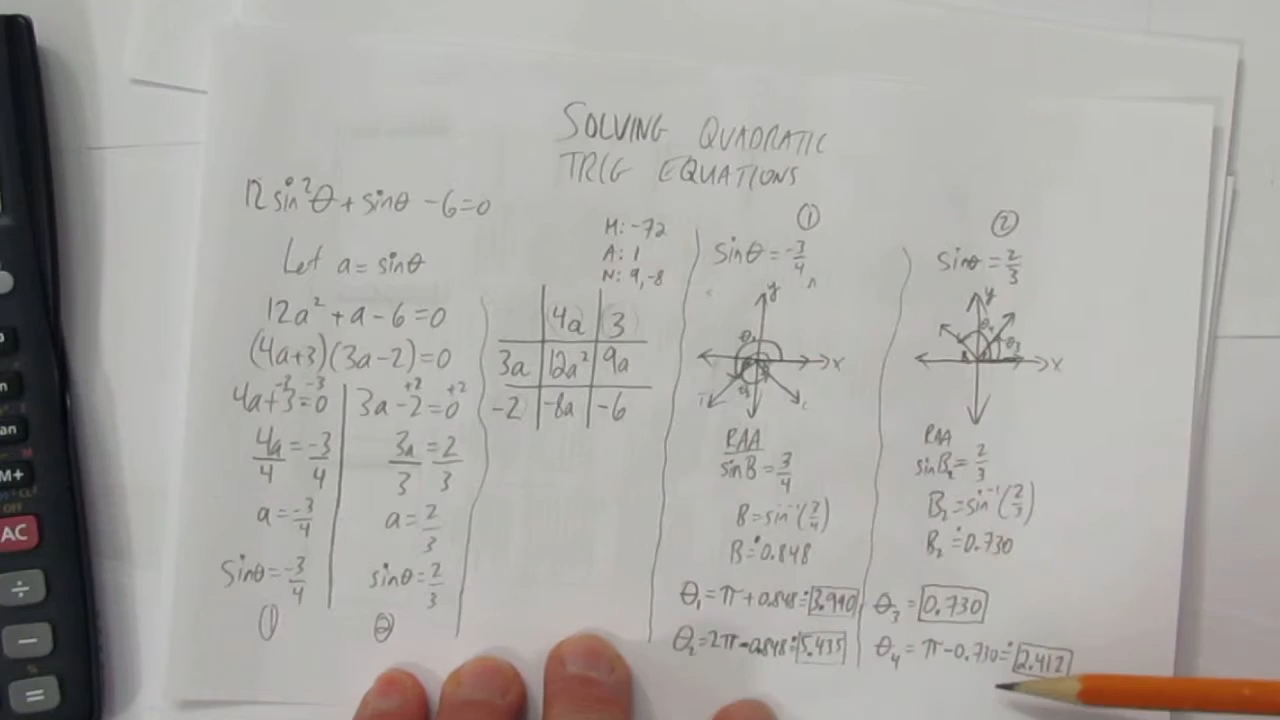 SOLVING QUADRATIC
TRIG EQUATIONS
12 sin²θ + sinθ - 6 = 0
Let a = sinθ
12a² + a - 6 = 0
(4a+3)(3a-2) = 0
4a + 3 = 0
-3 -3
4a/4 = -3/4
a = -3/4
sinθ = -3/4
①
3a - 2 = 0
+2 +2
3a/3 = 2/3
a = 2/3
sinθ = 2/3
②
M: -72
A: 1
N: 9, -8
4a 3
3a 12a² 9a
-2 -8a -6
①
sinθ = -3/4
y
x
RAA
sinB = 3/4
B = sin⁻¹(3/4)
B ≐ 0.848
θ₁ = π + 0.848 ≐ 3.990
θ₂ = 2π - 0.848 ≐ 5.435
②
sinθ = 2/3
y
x
RAA
sinB₂ = 2/3
B₂ = sin⁻¹(2/3)
B₂ ≐ 0.730
θ₃ = 0.730
θ₄ = π - 0.730 ≐ 2.412
M+
OFF
AC
÷
−
%
=